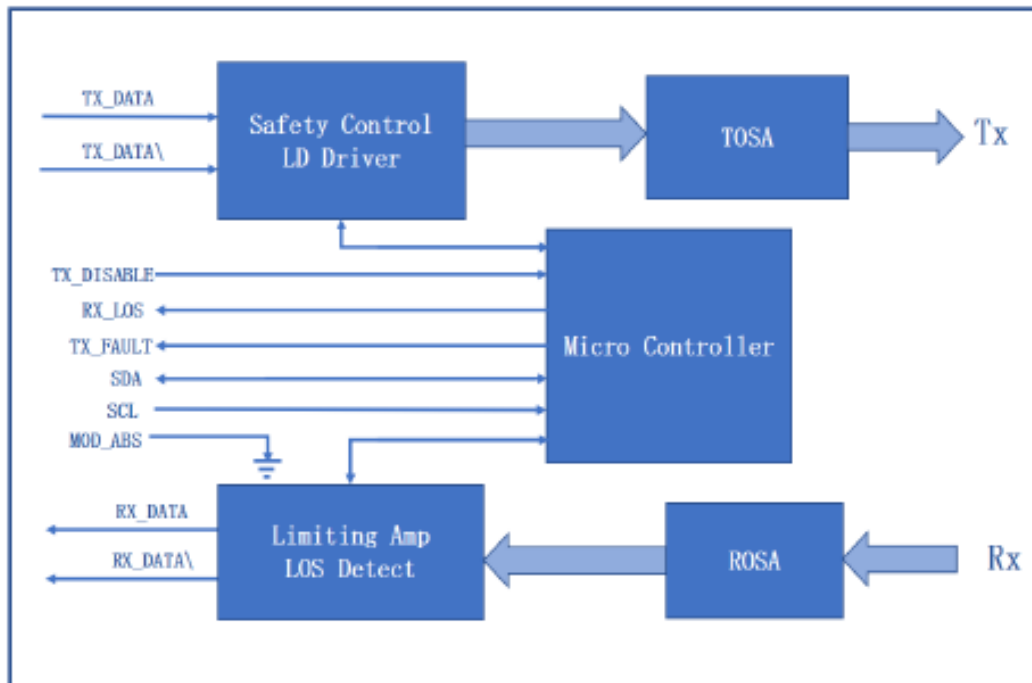 TX_DATA
TX_DATA\
Safety Control
LD Driver
TOSA
Tx
TX_DISABLE
RX_LOS
TX_FAULT
SDA
SCL
MOD_ABS
Micro Controller
RX_DATA
RX_DATA\
Limiting Amp
LOS Detect
ROSA
Rx